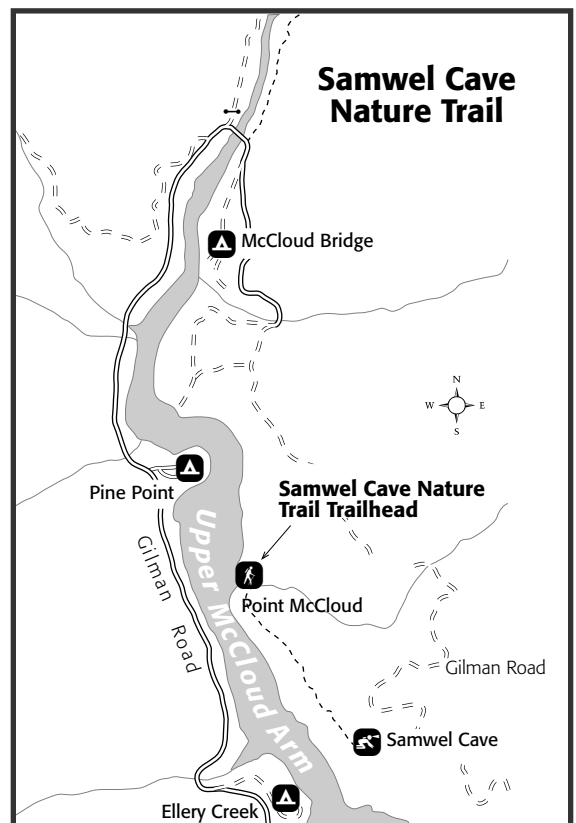 Samwel Cave
Nature Trail
McCloud Bridge
N
W E
S
Pine Point
Samwel Cave Nature
Trail Trailhead
Gilman Road
Upper McCloud Arm
Point McCloud
Gilman Road
Samwel Cave
Ellery Creek